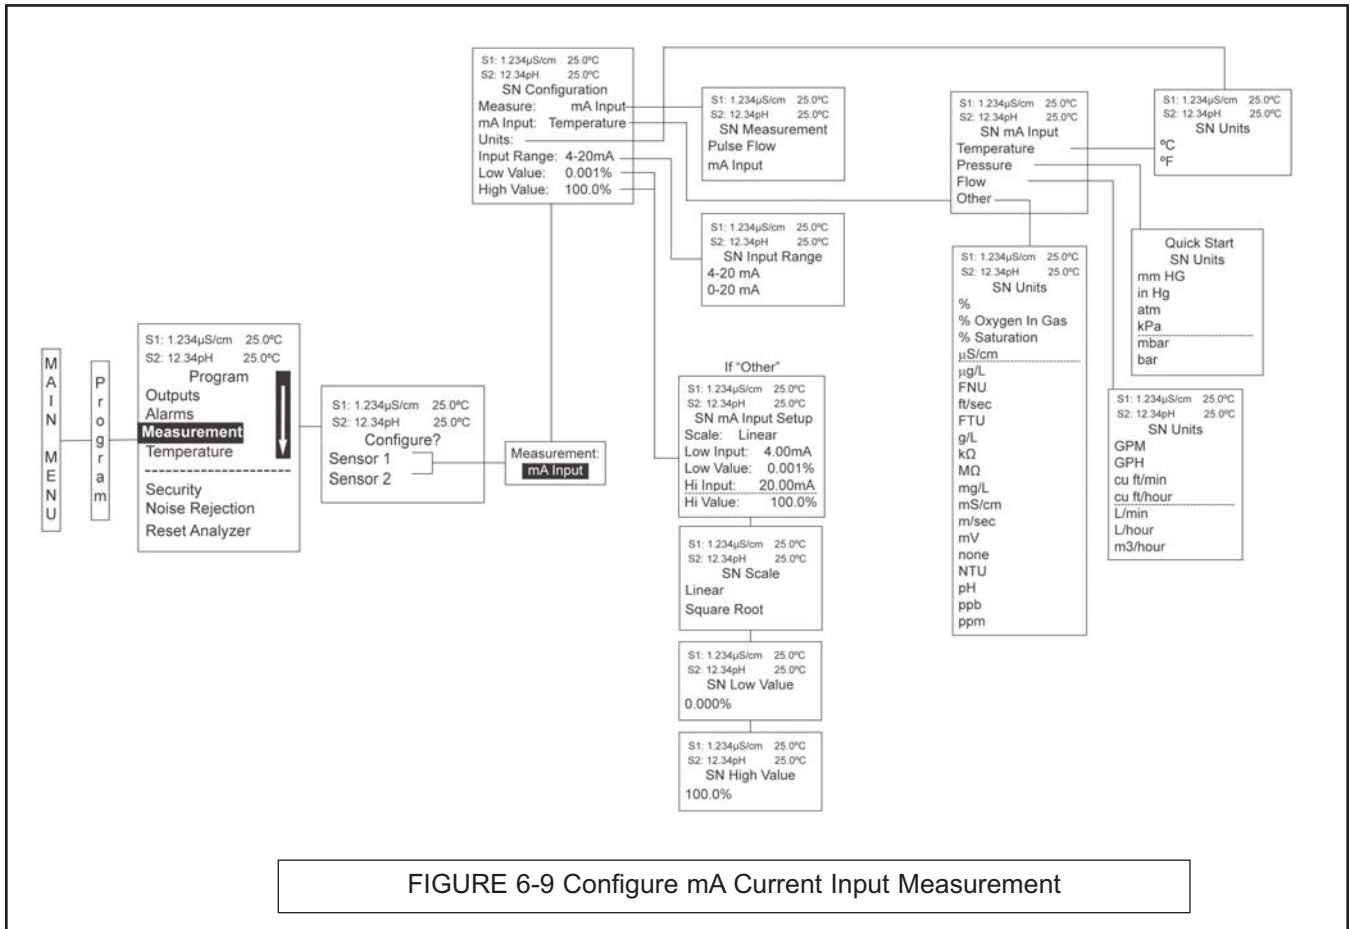 MAIN MENU
Program
S1: 1.234µS/cm 25.0ºC
S2: 12.34pH 25.0ºC
Program
Outputs
Alarms
Measurement
Temperature
Security
Noise Rejection
Reset Analyzer
S1: 1.234µS/cm 25.0ºC
S2: 12.34pH 25.0ºC
Configure?
Sensor 1
Sensor 2
Measurement:
mA Input
S1: 1.234µS/cm 25.0ºC
S2: 12.34pH 25.0ºC
SN Configuration
Measure: mA Input
mA Input: Temperature
Units:
Input Range: 4-20mA
Low Value: 0.001%
High Value: 100.0%
S1: 1.234µS/cm 25.0ºC
S2: 12.34pH 25.0ºC
SN Measurement
Pulse Flow
mA Input
S1: 1.234µS/cm 25.0ºC
S2: 12.34pH 25.0ºC
SN Input Range
4-20 mA
0-20 mA
If “Other”
S1: 1.234µS/cm 25.0ºC
S2: 12.34pH 25.0ºC
SN mA Input Setup
Scale: Linear
Low Input: 4.00mA
Low Value: 0.001%
Hi Input: 20.00mA
Hi Value: 100.0%
S1: 1.234µS/cm 25.0ºC
S2: 12.34pH 25.0ºC
SN Scale
Linear
Square Root
S1: 1.234µS/cm 25.0ºC
S2: 12.34pH 25.0ºC
SN Low Value
0.000%
S1: 1.234µS/cm 25.0ºC
S2: 12.34pH 25.0ºC
SN High Value
100.0%
S1: 1.234µS/cm 25.0ºC
S2: 12.34pH 25.0ºC
SN mA Input
Temperature
Pressure
Flow
Other
S1: 1.234µS/cm 25.0ºC
S2: 12.34pH 25.0ºC
SN Units
%
% Oxygen In Gas
% Saturation
µS/cm
µg/L
FNU
ft/sec
FTU
g/L
kΩ
MΩ
mg/L
mS/cm
m/sec
mV
none
NTU
pH
ppb
ppm
S1: 1.234µS/cm 25.0ºC
S2: 12.34pH 25.0ºC
SN Units
ºC
ºF
Quick Start
SN Units
mm HG
in Hg
atm
kPa
mbar
bar
S1: 1.234µS/cm 25.0ºC
S2: 12.34pH 25.0ºC
SN Units
GPM
GPH
cu ft/min
cu ft/hour
L/min
L/hour
m3/hour
FIGURE 6-9 Configure mA Current Input Measurement